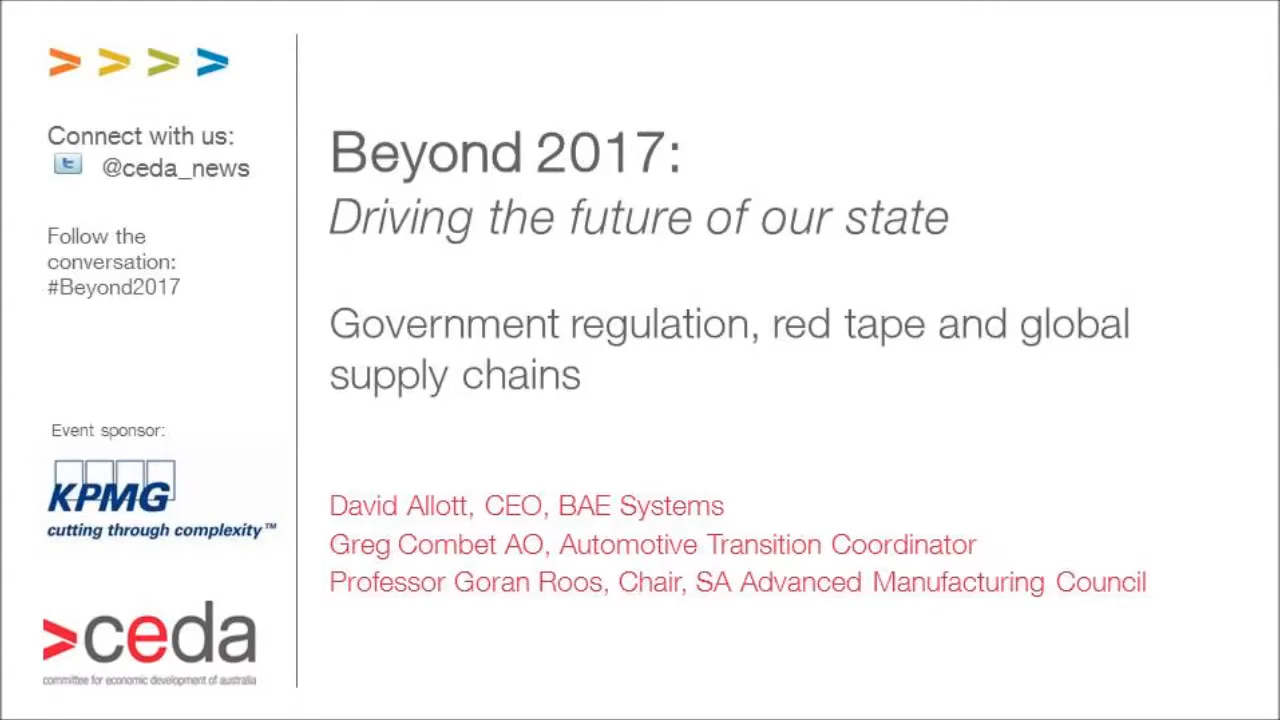 Connect with us:
@ceda_news
Follow the
conversation:
#Beyond2017
Event sponsor:
KPMG
cutting through complexity™
>ceda
committee for economic development of australia
Beyond 2017:
Driving the future of our state
Government regulation, red tape and global
supply chains
David Allott, CEO, BAE Systems
Greg Combet AO, Automotive Transition Coordinator
Professor Goran Roos, Chair, SA Advanced Manufacturing Council